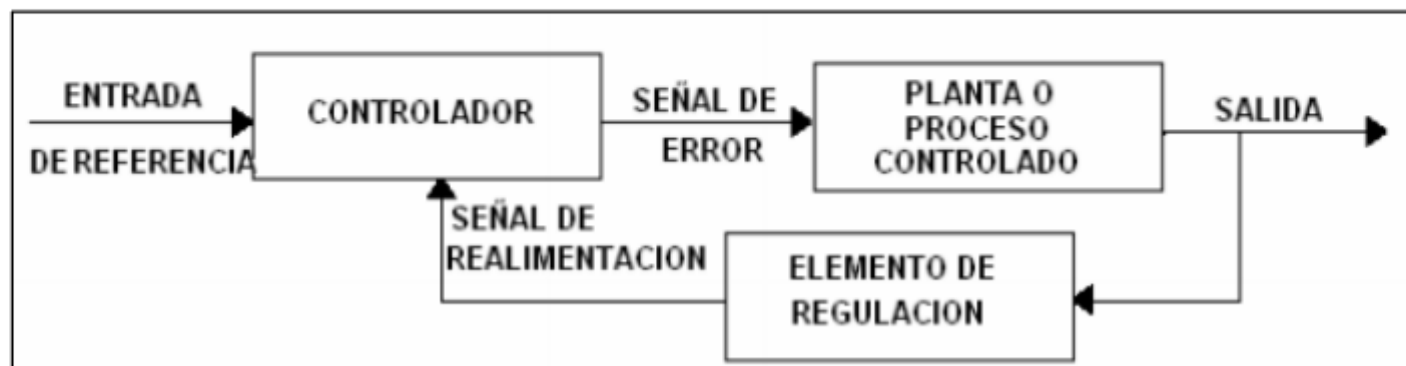 ENTRADA
DE REFERENCIA
CONTROLADOR
SEÑAL DE
ERROR
PLANTA O
PROCESO
CONTROLADO
SALIDA
SEÑAL DE
REALIMENTACION
ELEMENTO DE
REGULACION